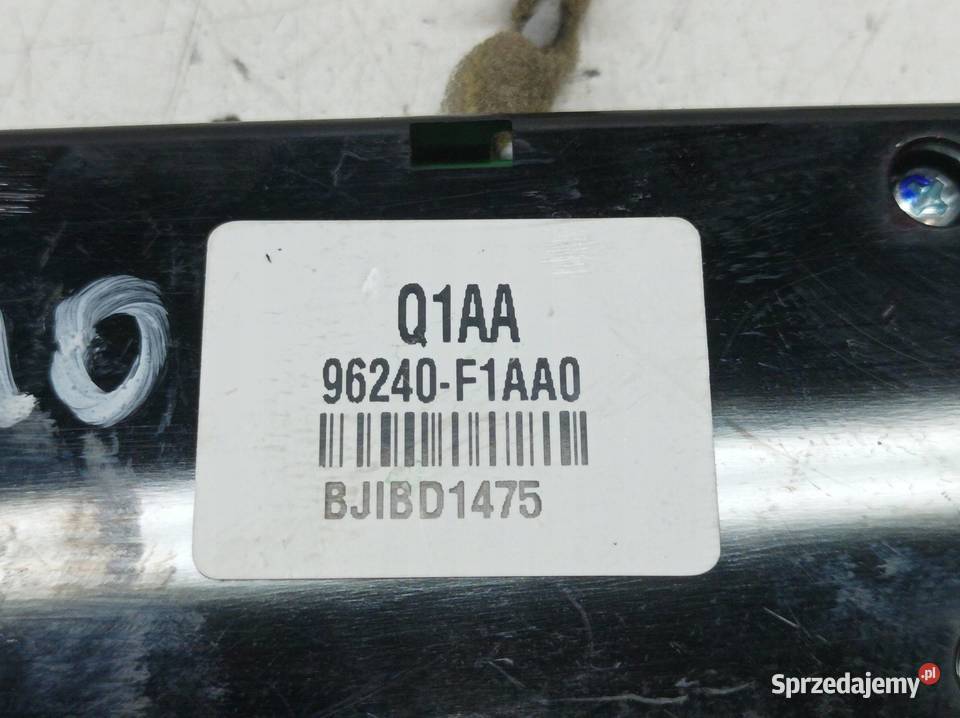 Q1AA
96240-F1AA0
BJIBD1475
Sprzedajemy.pl